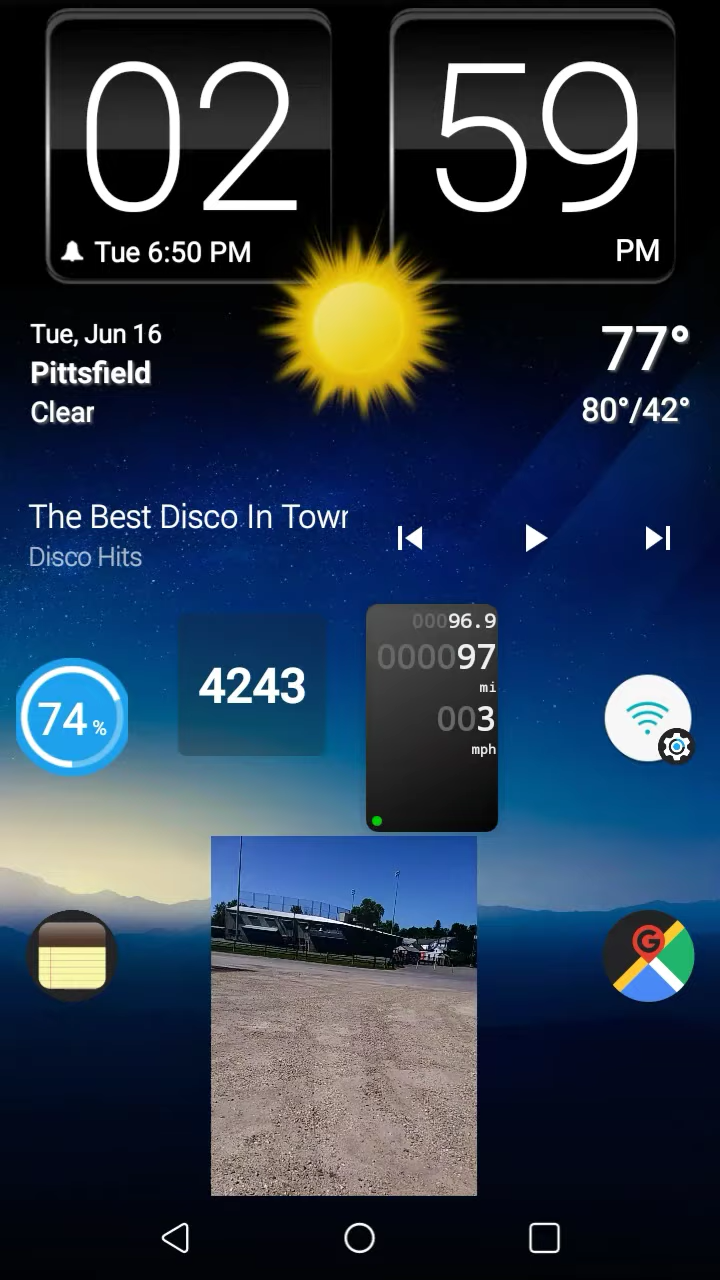 02 59
Tue 6:50 PM
PM
Tue, Jun 16
Pittsfield
Clear
77°
80°/42°
The Best Disco In Town
Disco Hits
74 %
4243
00096.9
000097
mi
003
mph
G